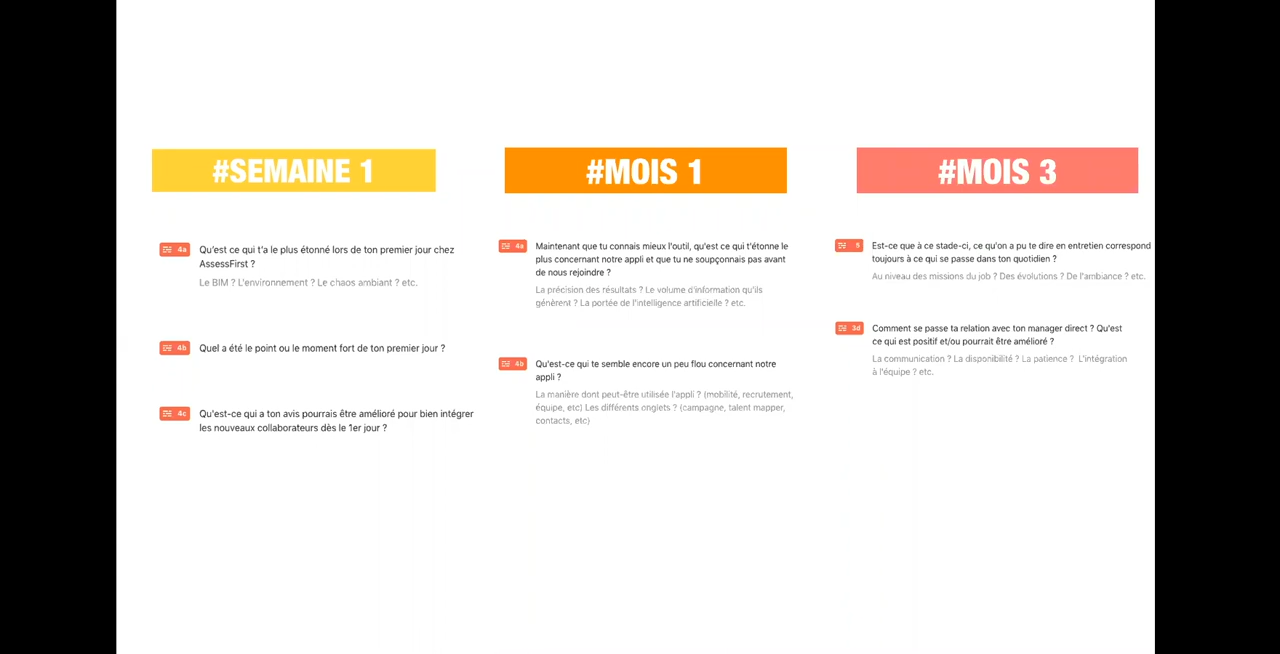 #SEMAINE 1
4a Qu'est ce qui t'a le plus étonné lors de ton premier jour chez
AssessFirst ?
Le BIM ? L'environnement ? Le chaos ambiant ? etc.
4b Quel a été le point ou le moment fort de ton premier jour ?
4c Qu'est-ce qui a ton avis pourrais être amélioré pour bien intégrer
les nouveaux collaborateurs dès le 1er jour ?
#MOIS 1
4a Maintenant que tu connais mieux l'outil, qu'est ce qui t'étonne le
plus concernant notre appli et que tu ne soupçonnais pas avant
de nous rejoindre ?
La précision des résultats ? Le volume d'information qu'ils
génèrent ? La portée de l'intelligence artificielle ? etc.
4b Qu'est-ce qui te semble encore un peu flou concernant notre
appli ?
La manière dont peut-être utilisée l'appli ? (mobilité, recrutement,
équipe, etc) Les différents onglets ? (campagne, talent mapper,
contacts, etc)
#MOIS 3
5 Est-ce que à ce stade-ci, ce qu'on a pu te dire en entretien correspond
toujours à ce qui se passe dans ton quotidien ?
Au niveau des missions du job ? Des évolutions ? De l'ambiance ? etc.
3d Comment se passe ta relation avec ton manager direct ? Qu'est
ce qui est positif et/ou pourrait être amélioré ?
La communication ? La disponibilité ? La patience ? L'intégration
à l'équipe ? etc.